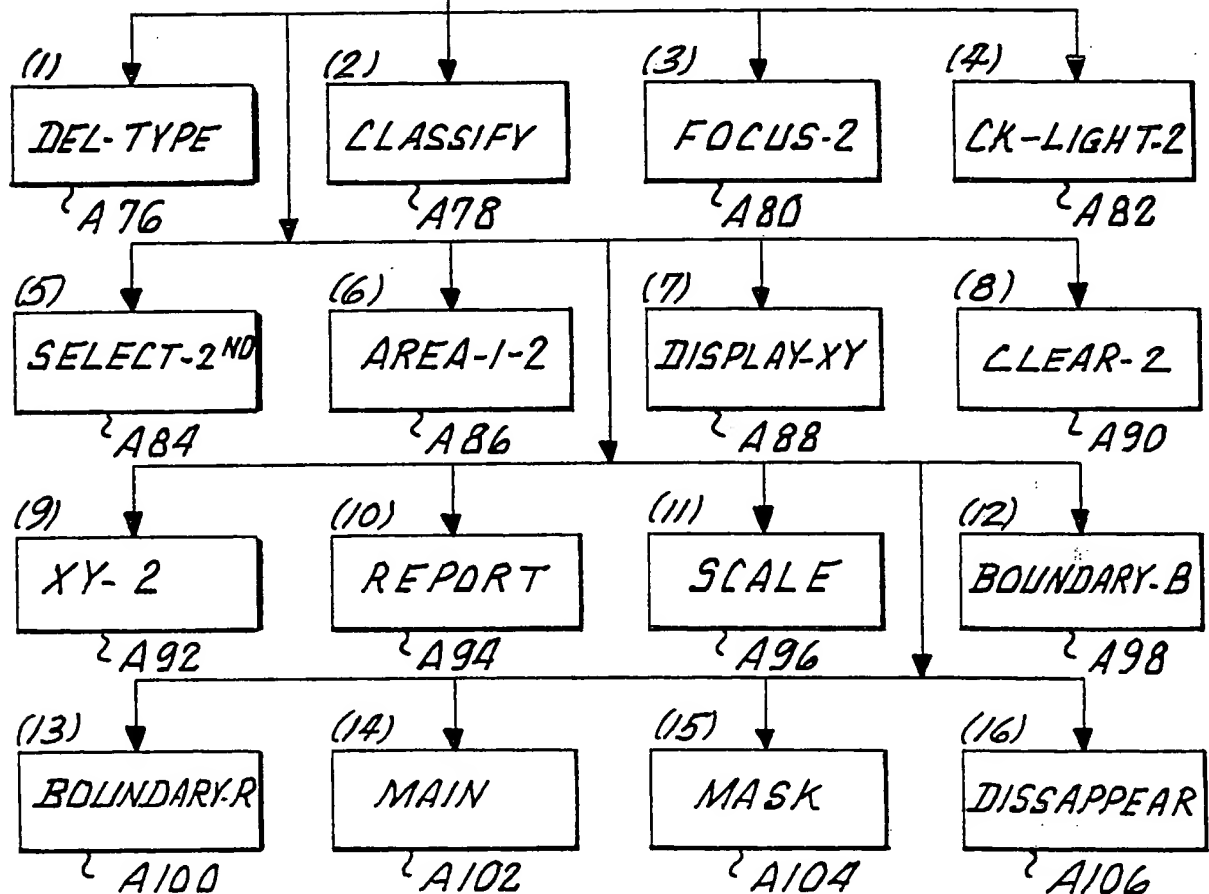 (1) (2) (3) (4)
DEL-TYPE CLASSIFY FOCUS-2 CK-LIGHT-2
A76 A78 A80 A82
(5) (6) (7) (8)
SELECT-2ND AREA-1-2 DISPLAY-XY CLEAR-2
A84 A86 A88 A90
(9) (10) (11) (12)
XY-2 REPORT SCALE BOUNDARY-B
A92 A94 A96 A98
(13) (14) (15) (16)
BOUNDARY-R MAIN MASK DISSAPPEAR
A100 A102 A104 A106